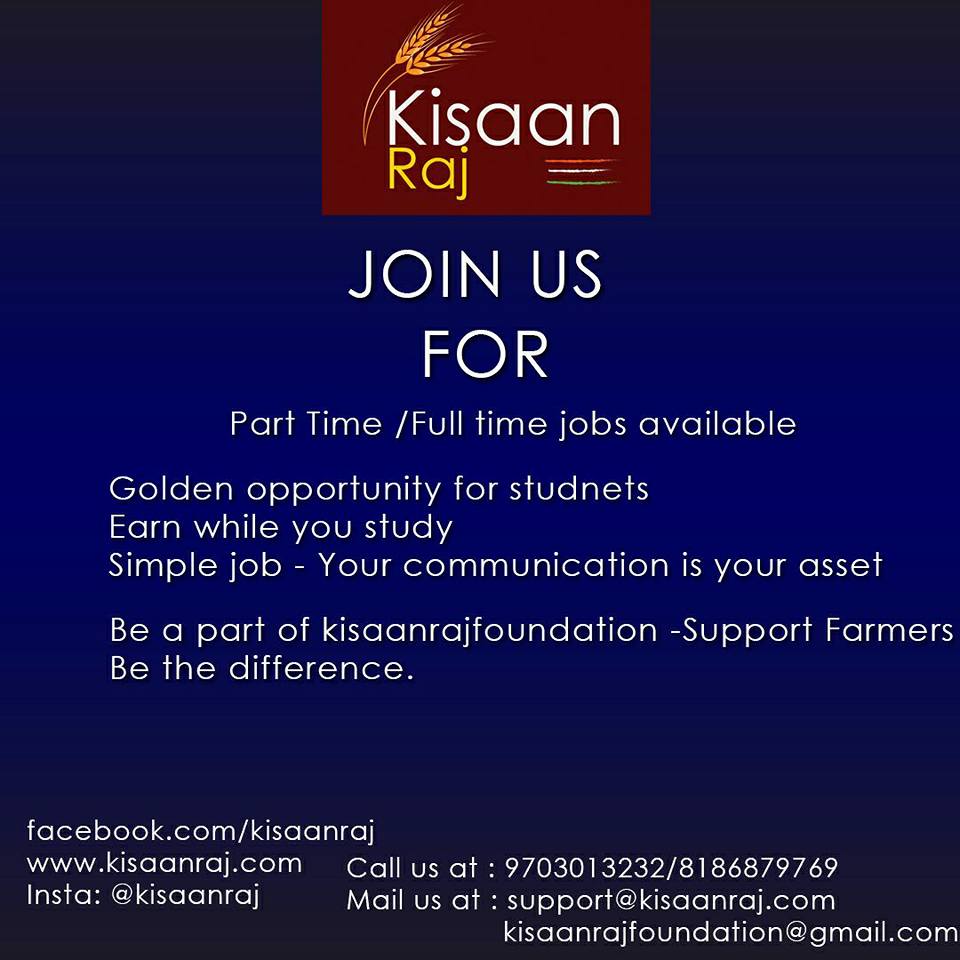 Kisaan
Raj
JOIN US
FOR
Part Time /Full time jobs available
Golden opportunity for studnets
Earn while you study
Simple job - Your communication is your asset
Be a part of kisaanrajfoundation -Support Farmers
Be the difference.
facebook.com/kisaanraj
www.kisaanraj.com
Insta: @kisaanraj
Call us at : 9703013232/8186879769
Mail us at : support@kisaanraj.com
kisaanrajfoundation@gmail.com